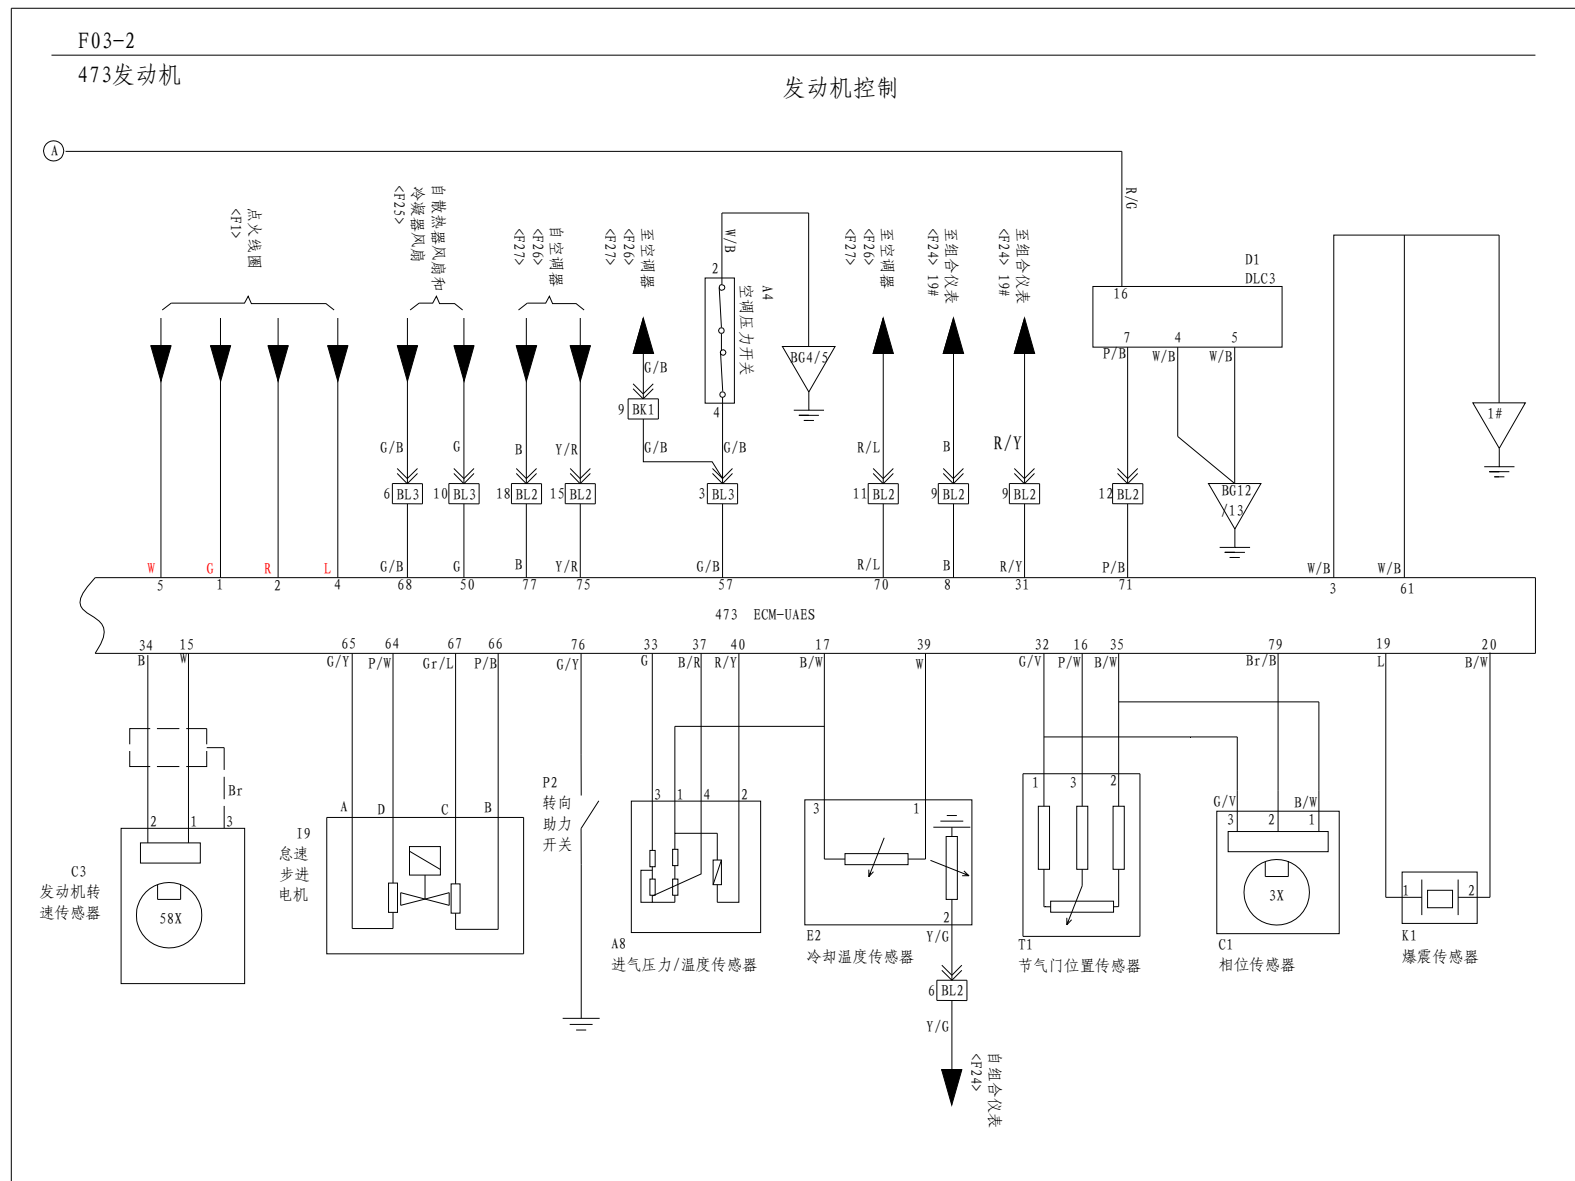 F03-2
473发动机
发动机控制
A
R/G
点火线圈
<F1>
自散热器风扇和
冷凝器风扇
<F25>
自空调器
<F26>
<F27>
至空调器
<F26>
<F27>
W/B
2
A4
空调压力开关
4
BG4/5
至空调器
<F26>
<F27>
至组合仪表
<F24> 19#
至组合仪表
<F24> 19#
D1
DLC3
16
7 4 5
P/B W/B W/B
G/B
9 BK1
1#
G/B G B Y/R G/B G/B R/L B R/Y
6 BL3 10 BL3 18 BL2 15 BL2 3 BL3 11 BL2 9 BL2 9 BL2 12 BL2
BG12
/13
W G R L G/B G B Y/R G/B R/L B R/Y P/B W/B W/B
5 1 2 4 68 50 77 75 57 70 8 31 71 3 61
473 ECM-UAES
34 15 65 64 67 66 76 33 37 40 17 39 32 16 35 79 19 20
B W G/Y P/W Gr/L P/B G/Y G B/R R/Y B/W W G/V P/W B/W Br/B L B/W
Br
2 1 3
C3
发动机转
速传感器
58X
A D C B
I9
怠速
步进
电机
P2
转向
助力
开关
3 1 4 2
A8
进气压力/温度传感器
3 1
2
E2
冷却温度传感器
Y/G
6 BL2
Y/G
自组合仪表
<F24>
1 3 2
T1
节气门位置传感器
G/V B/W
3 2 1
3X
C1
相位传感器
1 2
K1
爆震传感器